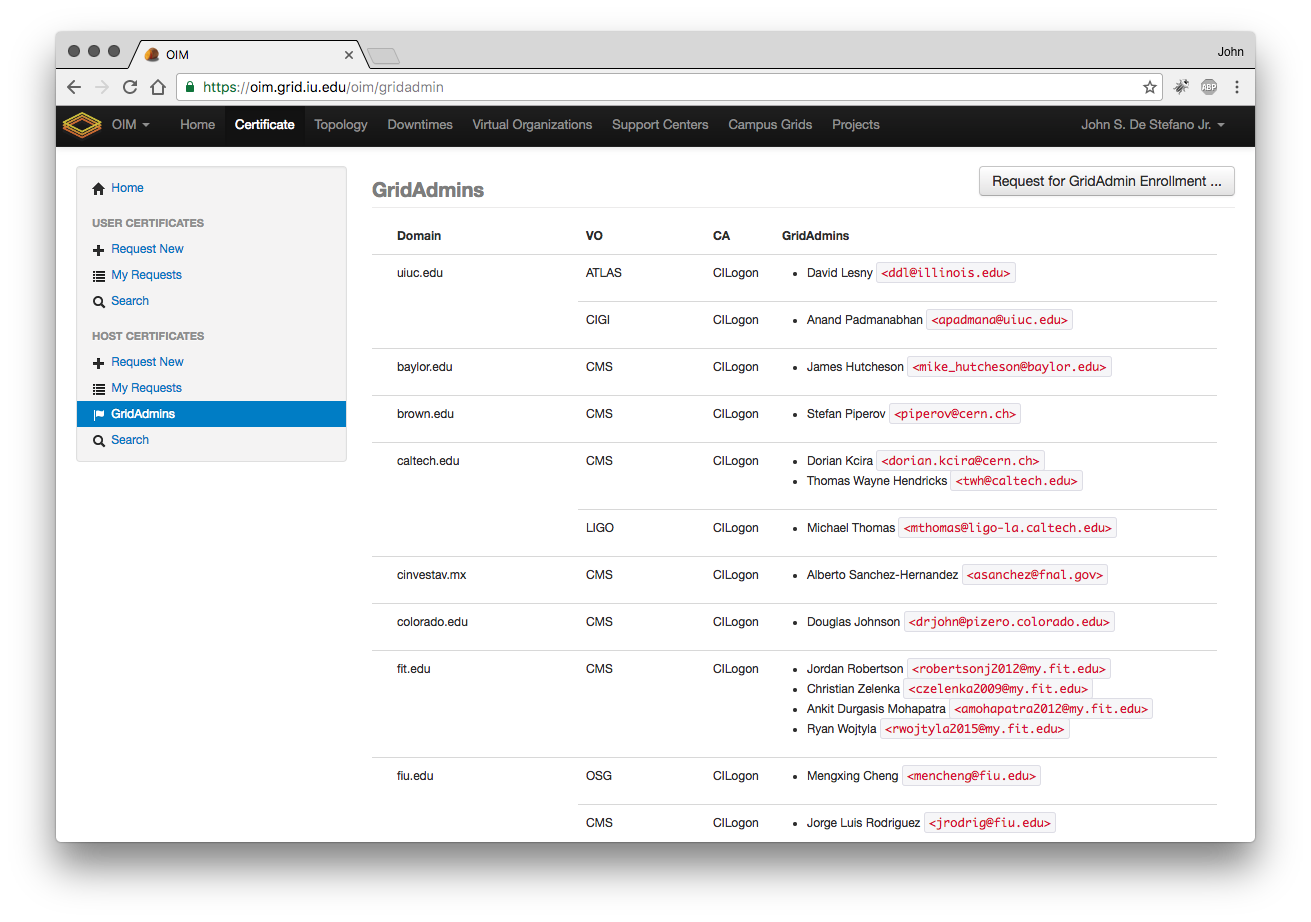 OIM
John
https://oim.grid.iu.edu/oim/gridadmin
ABP
OIM Home Certificate Topology Downtimes Virtual Organizations Support Centers Campus Grids Projects John S. De Stefano Jr.
Home
USER CERTIFICATES
Request New
My Requests
Search
HOST CERTIFICATES
Request New
My Requests
GridAdmins
Search
GridAdmins
Request for GridAdmin Enrollment ...
Domain VO CA GridAdmins
uiuc.edu ATLAS CILogon • David Lesny <ddl@illinois.edu>
CIGI CILogon • Anand Padmanabhan <apadmana@uiuc.edu>
baylor.edu CMS CILogon • James Hutcheson <mike_hutcheson@baylor.edu>
brown.edu CMS CILogon • Stefan Piperov <piperov@cern.ch>
caltech.edu CMS CILogon • Dorian Kcira <dorian.kcira@cern.ch>
• Thomas Wayne Hendricks <twh@caltech.edu>
LIGO CILogon • Michael Thomas <mthomas@ligo-la.caltech.edu>
cinvestav.mx CMS CILogon • Alberto Sanchez-Hernandez <asanchez@fnal.gov>
colorado.edu CMS CILogon • Douglas Johnson <drjohn@pizero.colorado.edu>
fit.edu CMS CILogon • Jordan Robertson <robertsonj2012@my.fit.edu>
• Christian Zelenka <czelenka2009@my.fit.edu>
• Ankit Durgasis Mohapatra <amohapatra2012@my.fit.edu>
• Ryan Wojtyla <rwojtyla2015@my.fit.edu>
fiu.edu OSG CILogon • Mengxing Cheng <mencheng@fiu.edu>
CMS CILogon • Jorge Luis Rodriguez <jrodrig@fiu.edu>